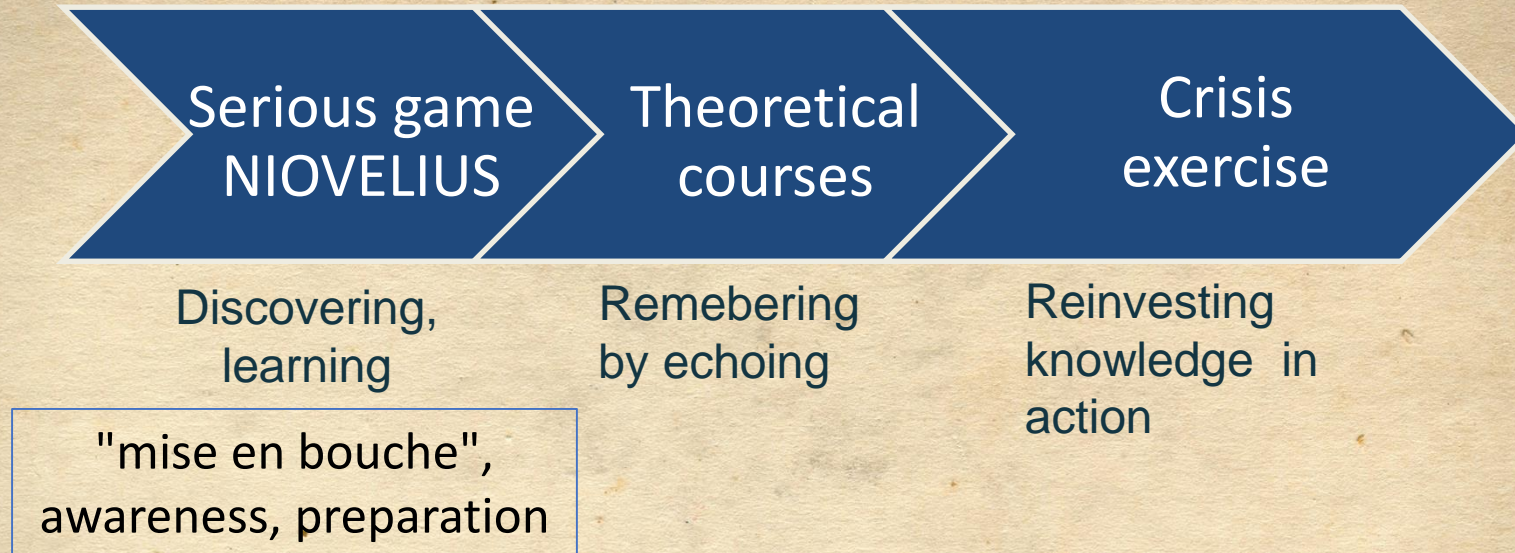 Serious game
NIOVELIUS
Theoretical
courses
Crisis
exercise
Discovering,
learning
Remebering
by echoing
Reinvesting
knowledge in
action
"mise en bouche",
awareness, preparation